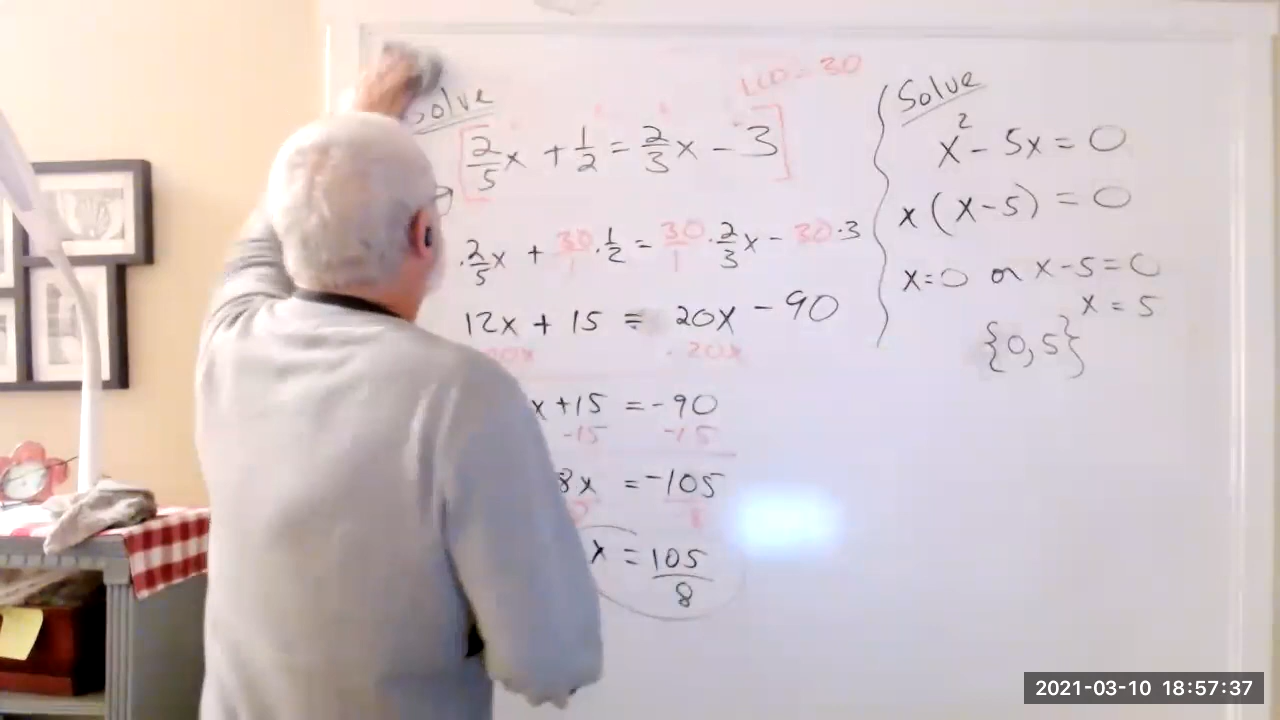 LCD = 30
Solve
[2/5 x + 1/2 = 2/3 x - 3]
. 2/5 x + 30/1 . 1/2 = 30/1 . 2/3 x - 30 . 3
12x + 15 = 20x - 90
20x - 20x
x + 15 = -90
-15 -15
8x = -105
8
x = 105/8
Solve
x² - 5x = 0
x(x-5) = 0
x=0 or x-5=0
x = 5
{0,5}
2021-03-10 18:57:37